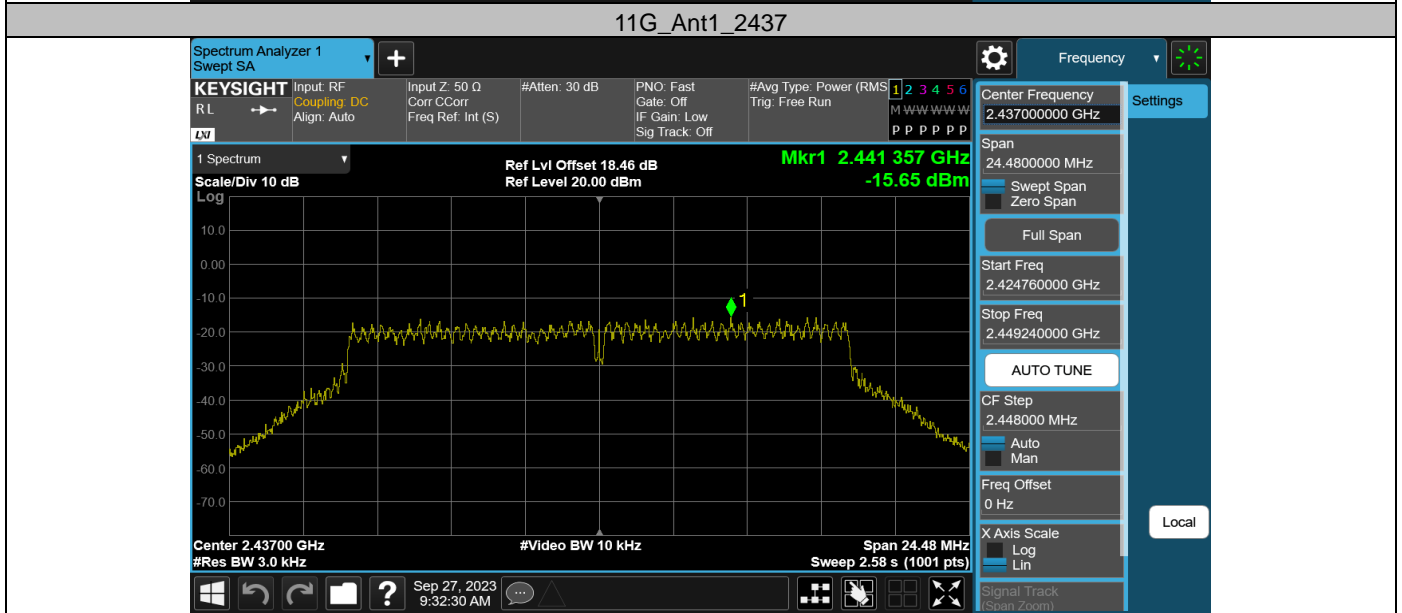 11G_Ant1_2437
Spectrum Analyzer 1
Swept SA
+
Frequency
KEYSIGHT
R L
LXI
Input: RF
Coupling: DC
Align: Auto
Input Z: 50 Ω
Corr CCorr
Freq Ref: Int (S)
#Atten: 30 dB
PNO: Fast
Gate: Off
IF Gain: Low
Sig Track: Off
#Avg Type: Power (RMS
Trig: Free Run
1 2 3 4 5 6
M W W W W W
P P P P P P
1 Spectrum
Scale/Div 10 dB
Log
Ref Lvl Offset 18.46 dB
Ref Level 20.00 dBm
Mkr1 2.441 357 GHz
-15.65 dBm
10.0
0.00
-10.0
-20.0
-30.0
-40.0
-50.0
-60.0
-70.0
1
Center 2.43700 GHz
#Res BW 3.0 kHz
#Video BW 10 kHz
Span 24.48 MHz
Sweep 2.58 s (1001 pts)
Center Frequency
2.437000000 GHz
Span
24.4800000 MHz
Swept Span
Zero Span
Full Span
Start Freq
2.424760000 GHz
Stop Freq
2.449240000 GHz
AUTO TUNE
CF Step
2.448000 MHz
Auto
Man
Freq Offset
0 Hz
X Axis Scale
Log
Lin
Signal Track
(Span Zoom)
Settings
Local
?
Sep 27, 2023
9:32:30 AM